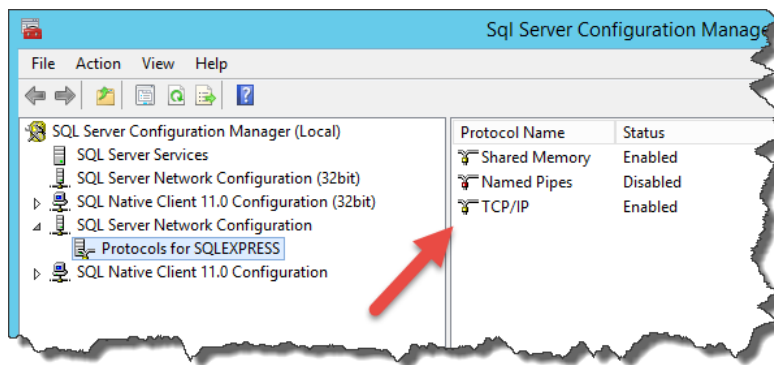 Sql Server Configuration Manage
File Action View Help
SQL Server Configuration Manager (Local)
SQL Server Services
SQL Server Network Configuration (32bit)
SQL Native Client 11.0 Configuration (32bit)
SQL Server Network Configuration
Protocols for SQLEXPRESS
SQL Native Client 11.0 Configuration
Protocol Name Status
Shared Memory Enabled
Named Pipes Disabled
TCP/IP Enabled